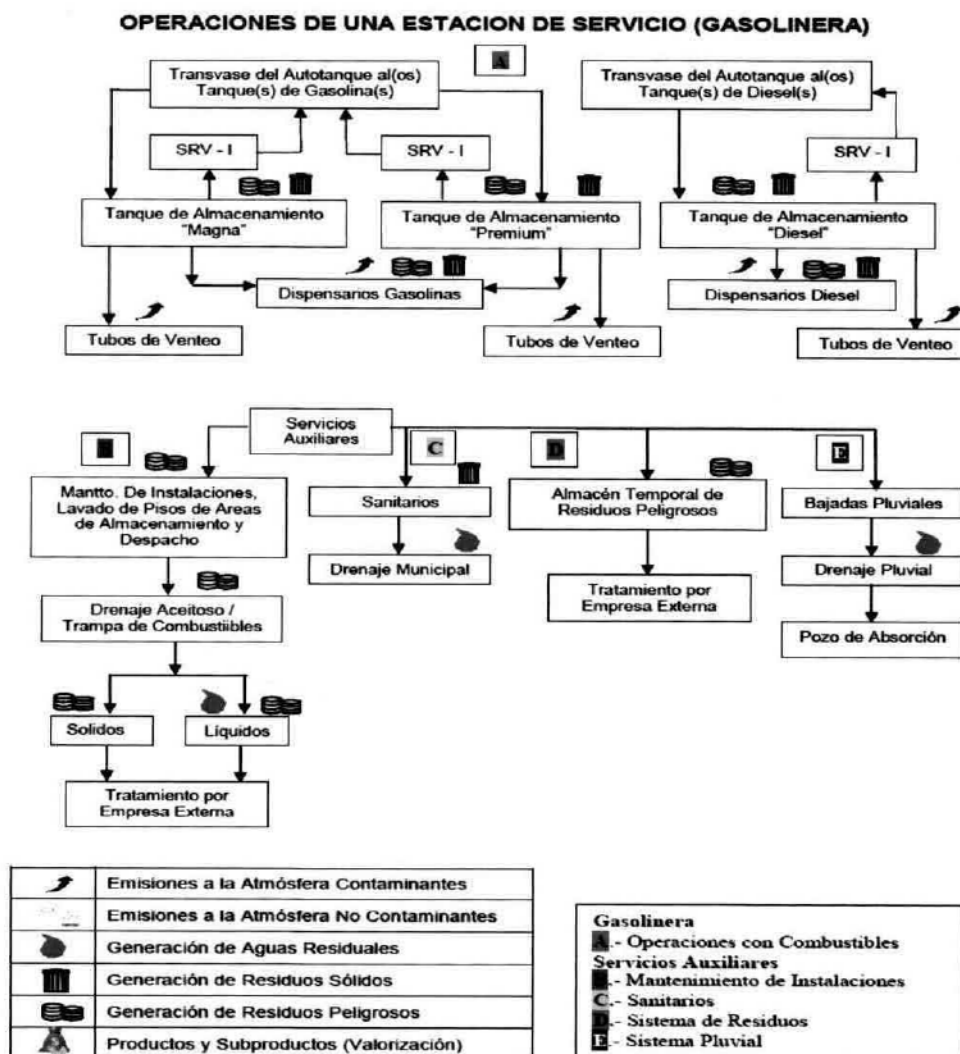 OPERACIONES DE UNA ESTACION DE SERVICIO (GASOLINERA)
A
Transvase del Autotanque al(os)
Tanque(s) de Gasolina(s)
Transvase del Autotanque al(os)
Tanque(s) de Diesel(s)
SRV - I
SRV - I
SRV - I
Tanque de Almacenamiento
"Magna"
Tanque de Almacenamiento
"Premium"
Tanque de Almacenamiento
"Diesel"
Dispensarios Gasolinas
Dispensarios Diesel
Tubos de Venteo
Tubos de Venteo
Tubos de Venteo
Servicios
Auxiliares
C
D
E
Mantto. De Instalaciones,
Lavado de Pisos de Areas
de Almacenamiento y
Despacho
Sanitarios
Almacén Temporal de
Residuos Peligrosos
Bajadas Pluviales
Drenaje Municipal
Drenaje Pluvial
Drenaje Aceitoso /
Trampa de Combustiibles
Tratamiento por
Empresa Externa
Pozo de Absorción
Solidos
Líquidos
Tratamiento por
Empresa Externa
Emisiones a la Atmósfera Contaminantes
Emisiones a la Atmósfera No Contaminantes
Generación de Aguas Residuales
Generación de Residuos Sólidos
Generación de Residuos Peligrosos
Productos y Subproductos (Valorización)
Gasolinera
A.- Operaciones con Combustibles
Servicios Auxiliares
.- Mantenimiento de Instalaciones
C.- Sanitarios
D.- Sistema de Residuos
E.- Sistema Pluvial